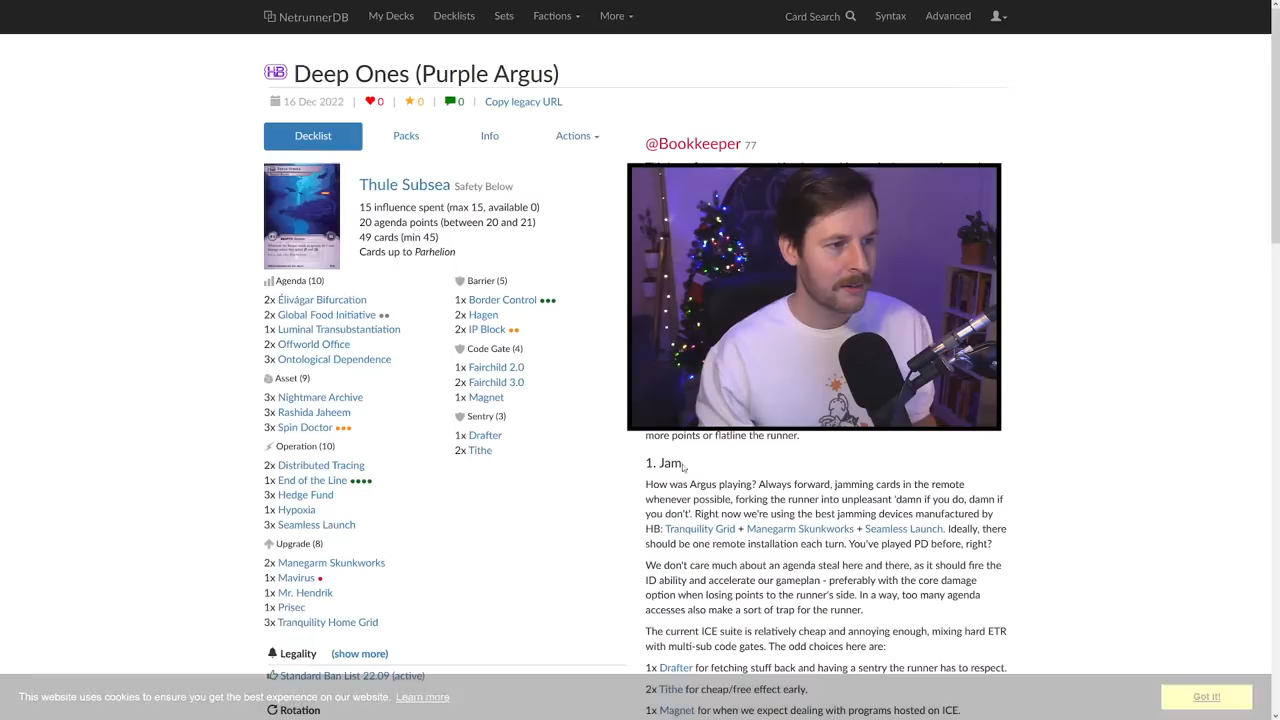 NetrunnerDB My Decks Decklists Sets Factions More Card Search Syntax Advanced
Deep Ones (Purple Argus)
16 Dec 2022 | 0 | 0 | 0 | Copy legacy URL
Decklist Packs Info Actions
Thule Subsea Safety Below
15 influence spent (max 15, available 0)
20 agenda points (between 20 and 21)
49 cards (min 45)
Cards up to Parhelion
Agenda (10)
2x Élivágar Bifurcation
2x Global Food Initiative ●●
1x Luminal Transubstantiation
2x Offworld Office
3x Ontological Dependence
Asset (9)
3x Nightmare Archive
3x Rashida Jaheem
3x Spin Doctor ●●●
Operation (10)
2x Distributed Tracing
1x End of the Line ●●●●
3x Hedge Fund
1x Hypoxia
3x Seamless Launch
Upgrade (8)
2x Manegarm Skunkworks
1x Mavirus ●
1x Mr. Hendrik
1x Prisec
3x Tranquility Home Grid
Barrier (5)
1x Border Control ●●●
2x Hagen
2x IP Block ●●
Code Gate (4)
1x Fairchild 2.0
2x Fairchild 3.0
1x Magnet
Sentry (3)
1x Drafter
2x Tithe
Legality (show more)
Standard Ban List 22.09 (active)
Rotation
@Bookkeeper 77
more points or flatline the runner.
1. Jam
How was Argus playing? Always forward, jamming cards in the remote
whenever possible, forking the runner into unpleasant 'damn if you do, damn if
you don't'. Right now we're using the best jamming devices manufactured by
HB: Tranquility Grid + Manegarm Skunkworks + Seamless Launch. Ideally, there
should be one remote installation each turn. You've played PD before, right?
We don't care much about an agenda steal here and there, as it should fire the
ID ability and accelerate our gameplan - preferably with the core damage
option when losing points to the runner's side. In a way, too many agenda
accesses also make a sort of trap for the runner.
The current ICE suite is relatively cheap and annoying enough, mixing hard ETR
with multi-sub code gates. The odd choices here are:
1x Drafter for fetching stuff back and having a sentry the runner has to respect.
2x Tithe for cheap/free effect early.
1x Magnet for when we expect dealing with programs hosted on ICE.
This website uses cookies to ensure you get the best experience on our website. Learn more
Got it!